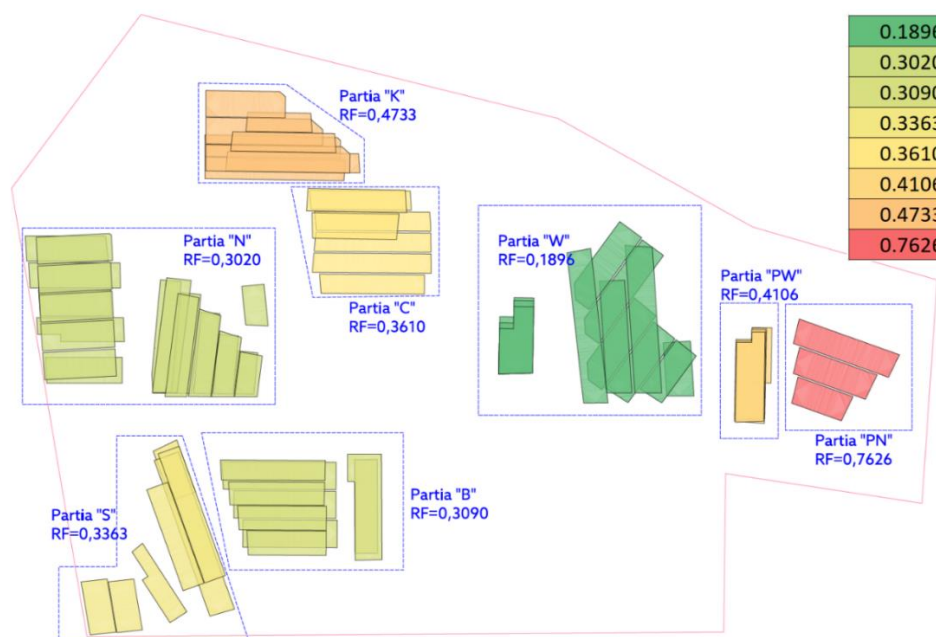 Partia "K"
RF=0,4733
Partia "N"
RF=0,3020
Partia "C"
RF=0,3610
Partia "W"
RF=0,1896
Partia "PW"
RF=0,4106
Partia "PN"
RF=0,7626
Partia "S"
RF=0,3363
Partia "B"
RF=0,3090
0.1896
0.3020
0.3090
0.3363
0.3610
0.4106
0.4733
0.7626